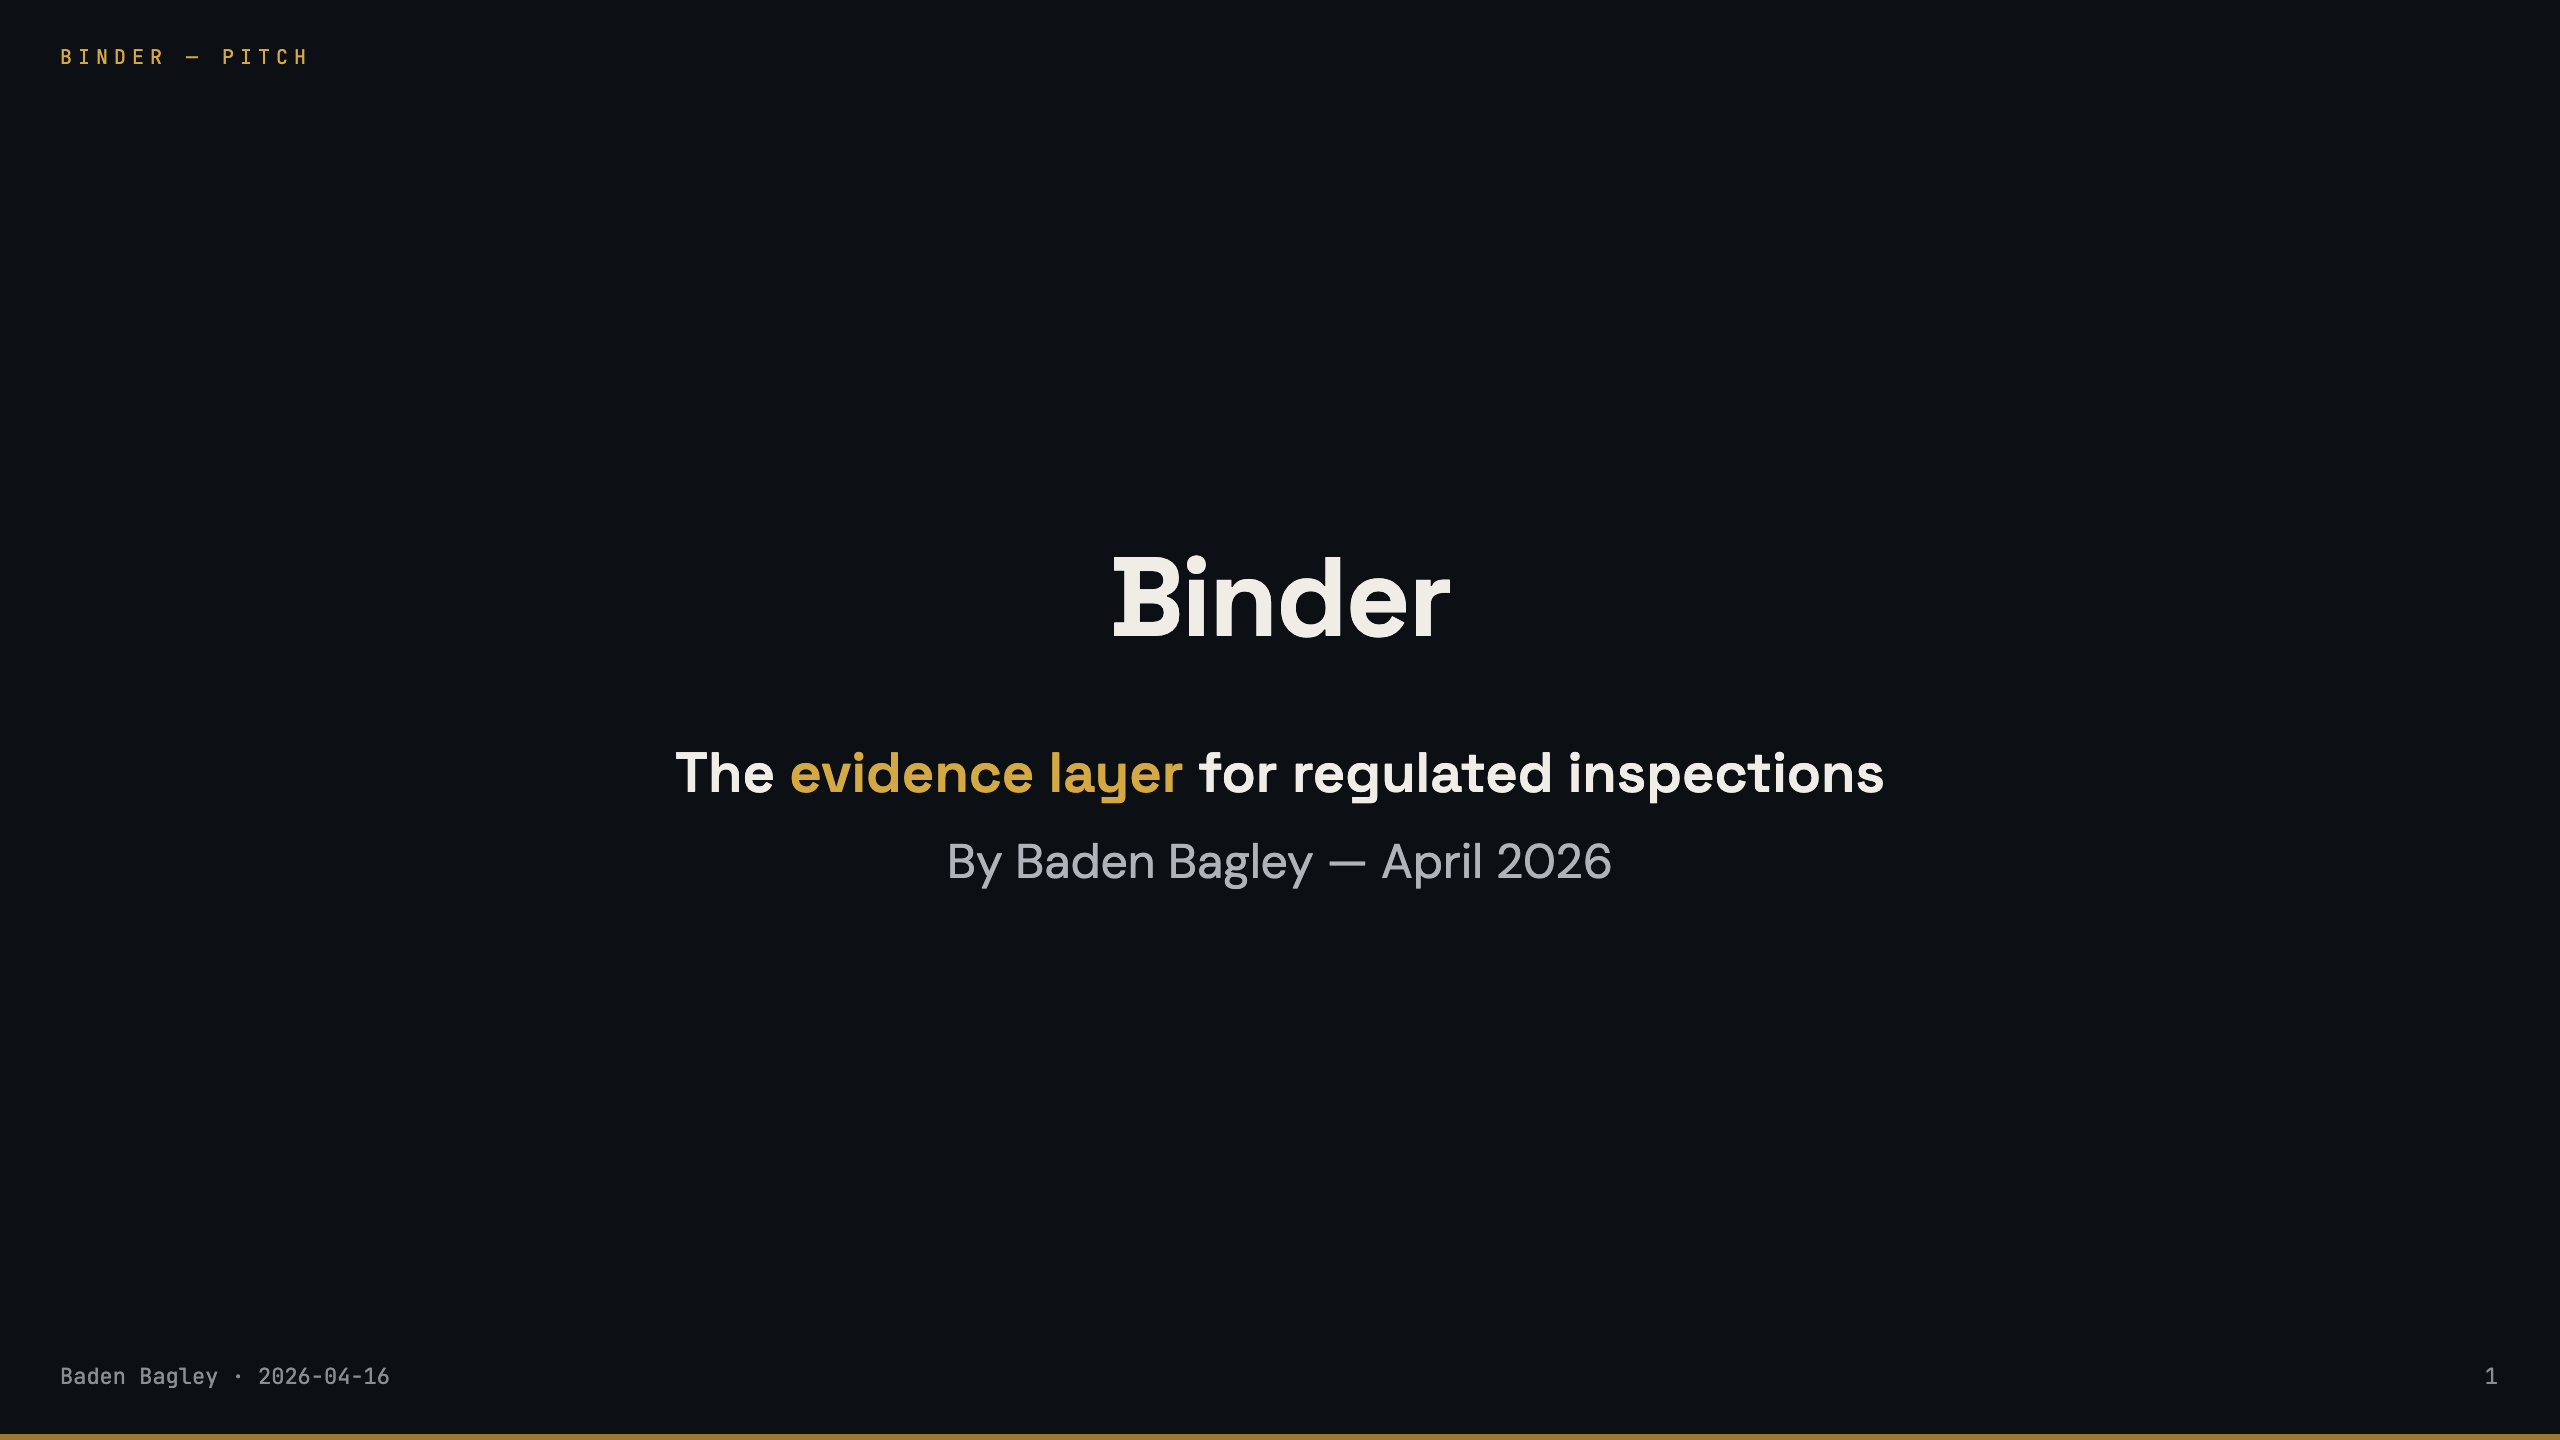 BINDER — PITCH
Binder
The evidence layer for regulated inspections
By Baden Bagley — April 2026
Baden Bagley · 2026-04-16
1